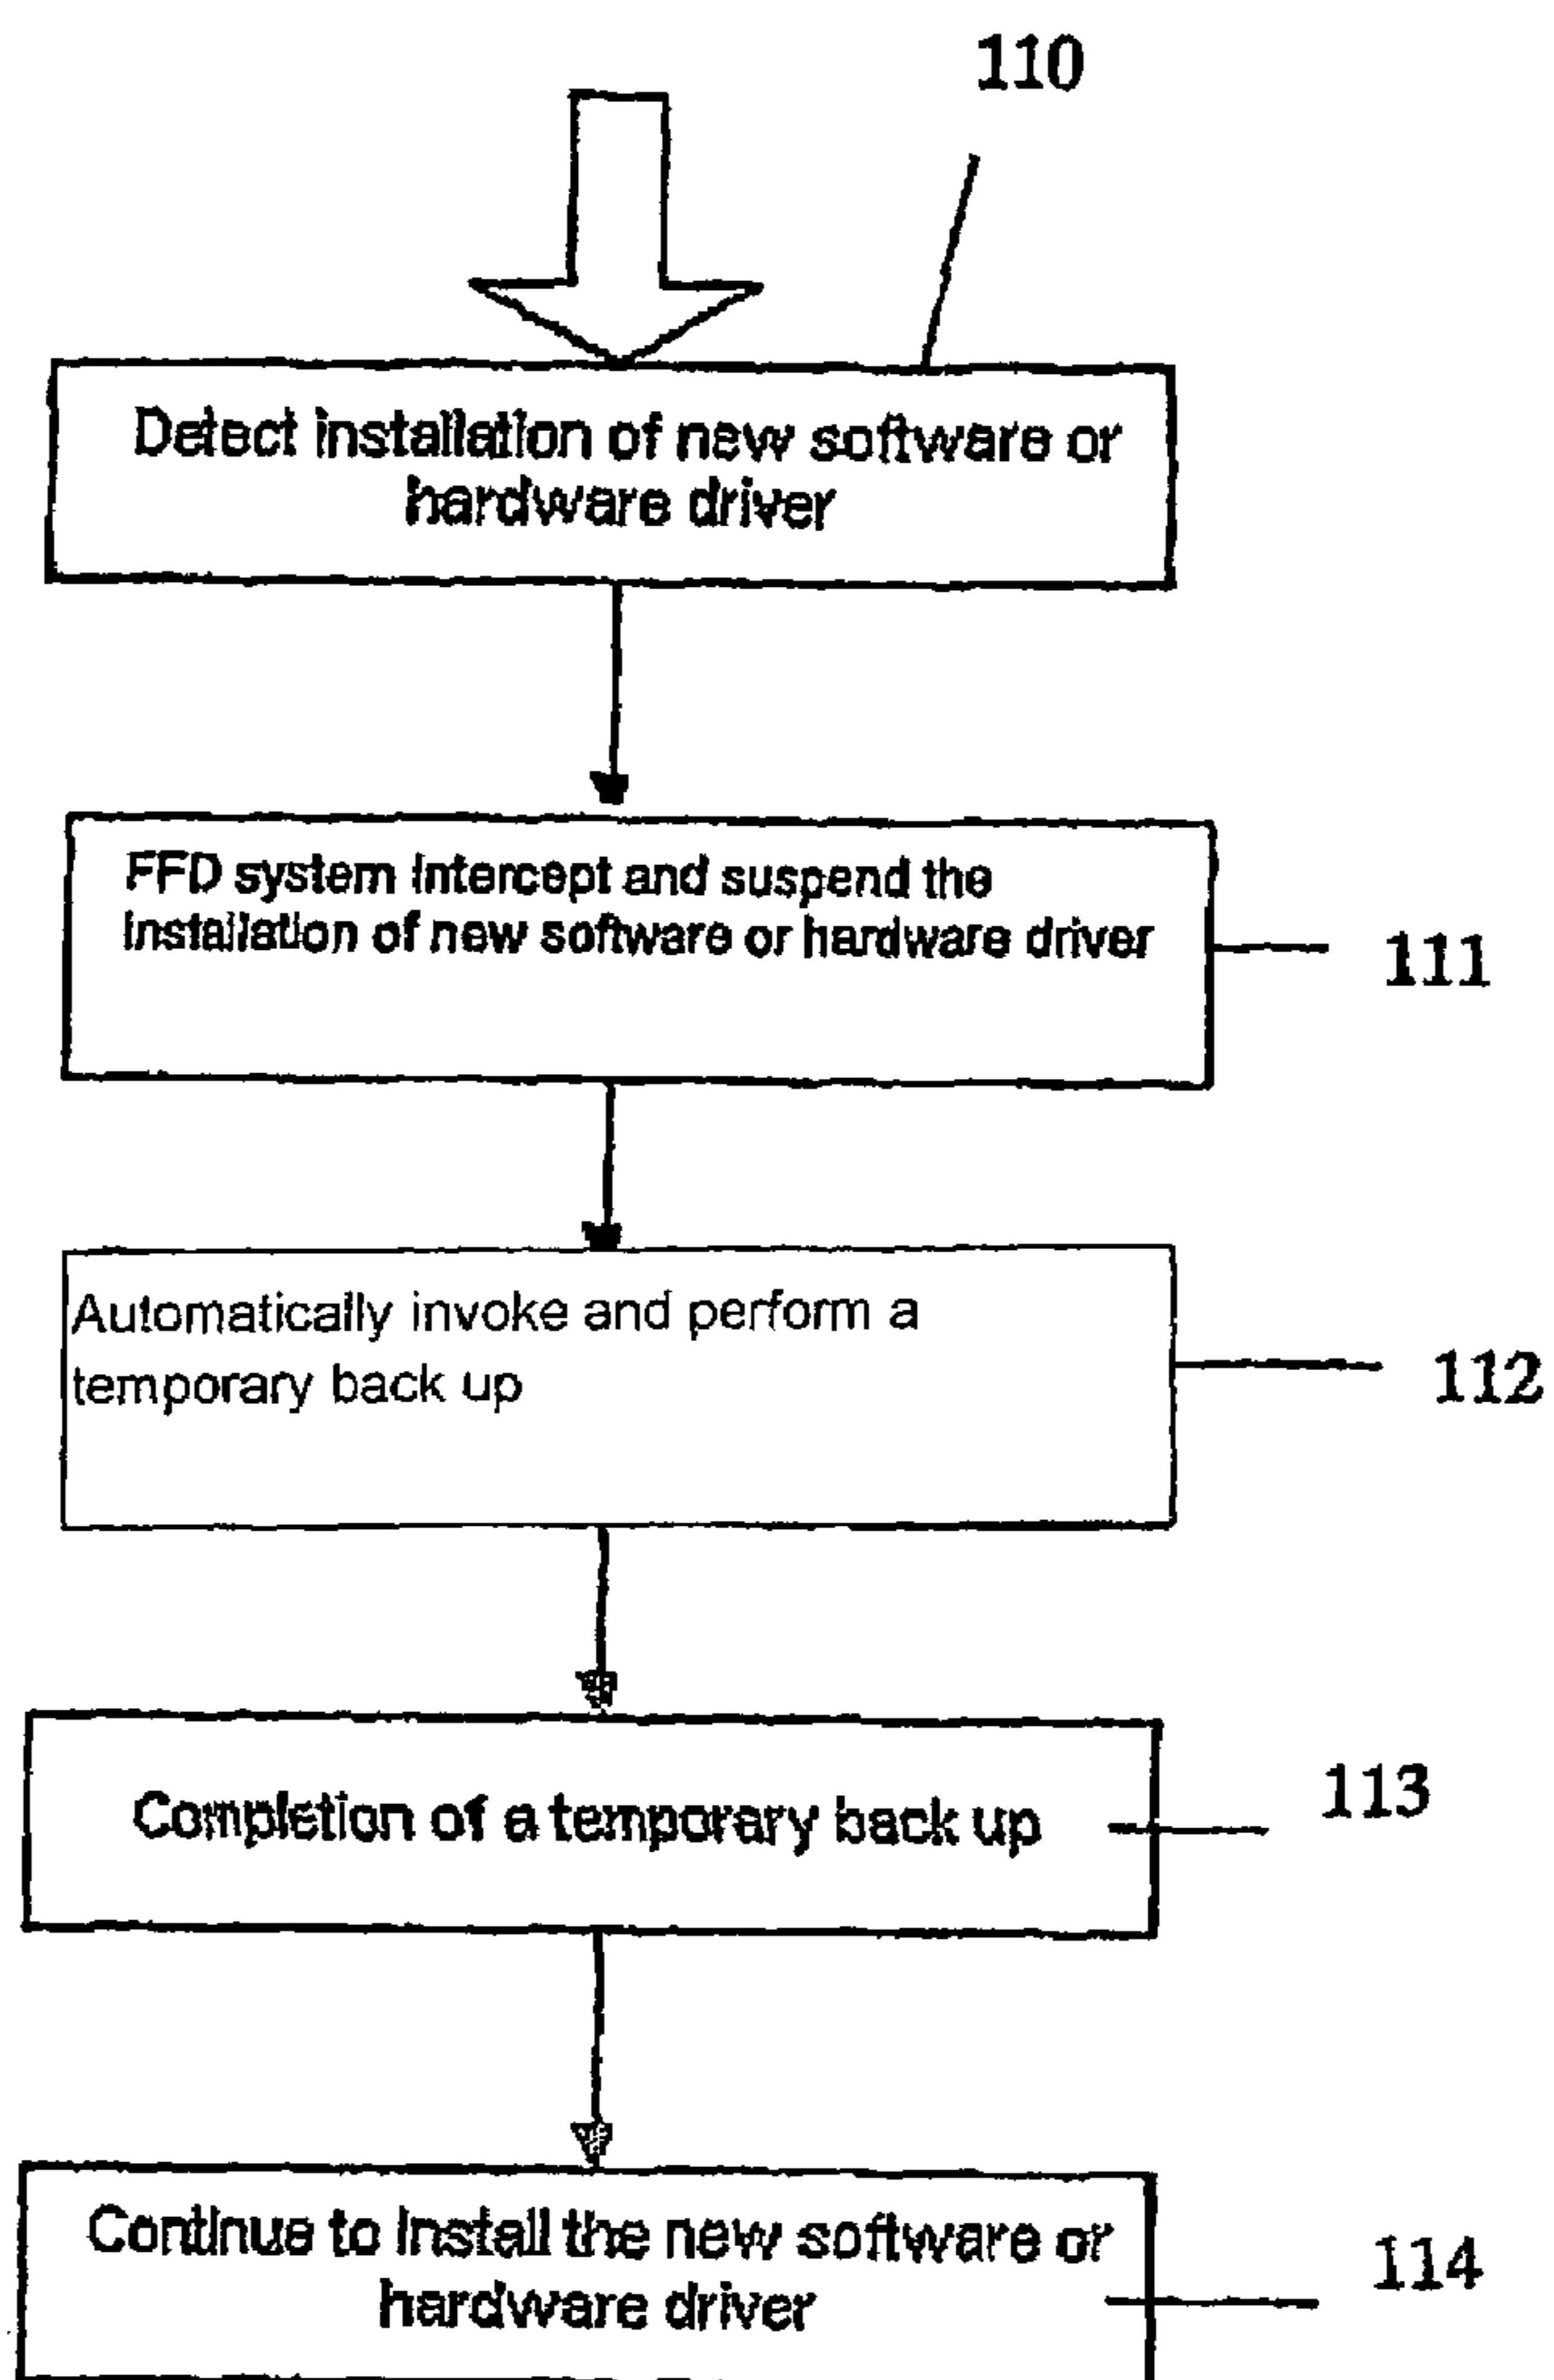 110
Detect installation of new software or
hardware driver
FFD system intercept and suspend the
installation of new software or hardware driver
111
Automatically invoke and perform a
temporary back up
112
Completion of a temporary back up
113
Continue to install the new software or
hardware driver
114